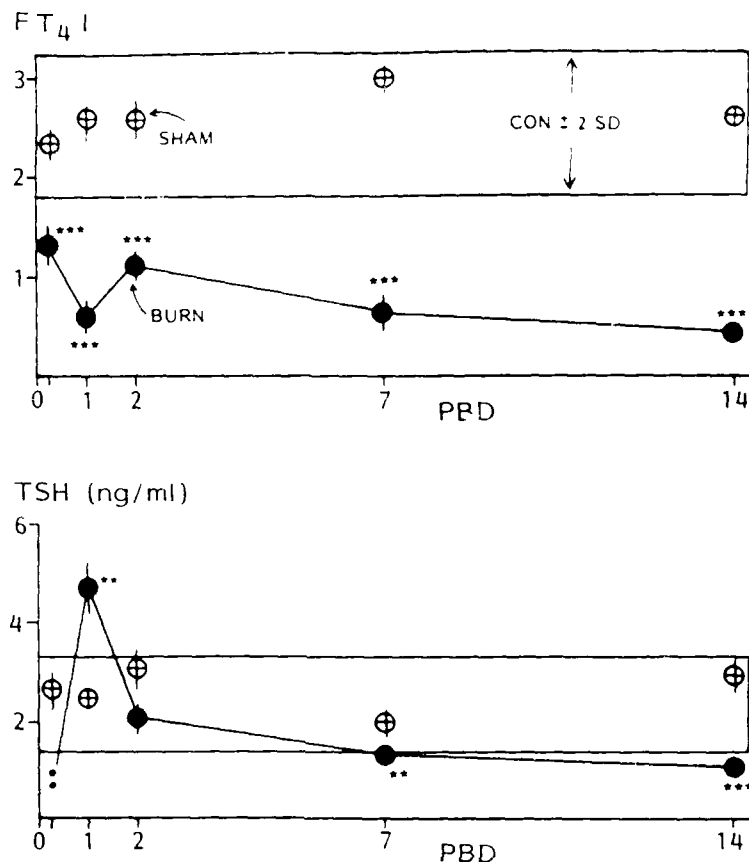 FT4 I
3
2
1
SHAM
CON ± 2 SD
***
***
***
***
***
BURN
0 1 2 7 14
PBD
TSH (ng/ml)
6
4
2
**
**
***
0 1 2 7 14
PBD